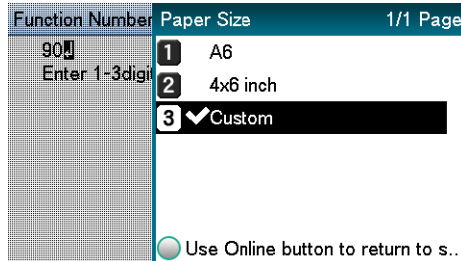 Function Number
90
Enter 1-3digi
Paper Size
1/1 Page
1 A6
2 4x6 inch
3 Custom
Use Online button to return to s..